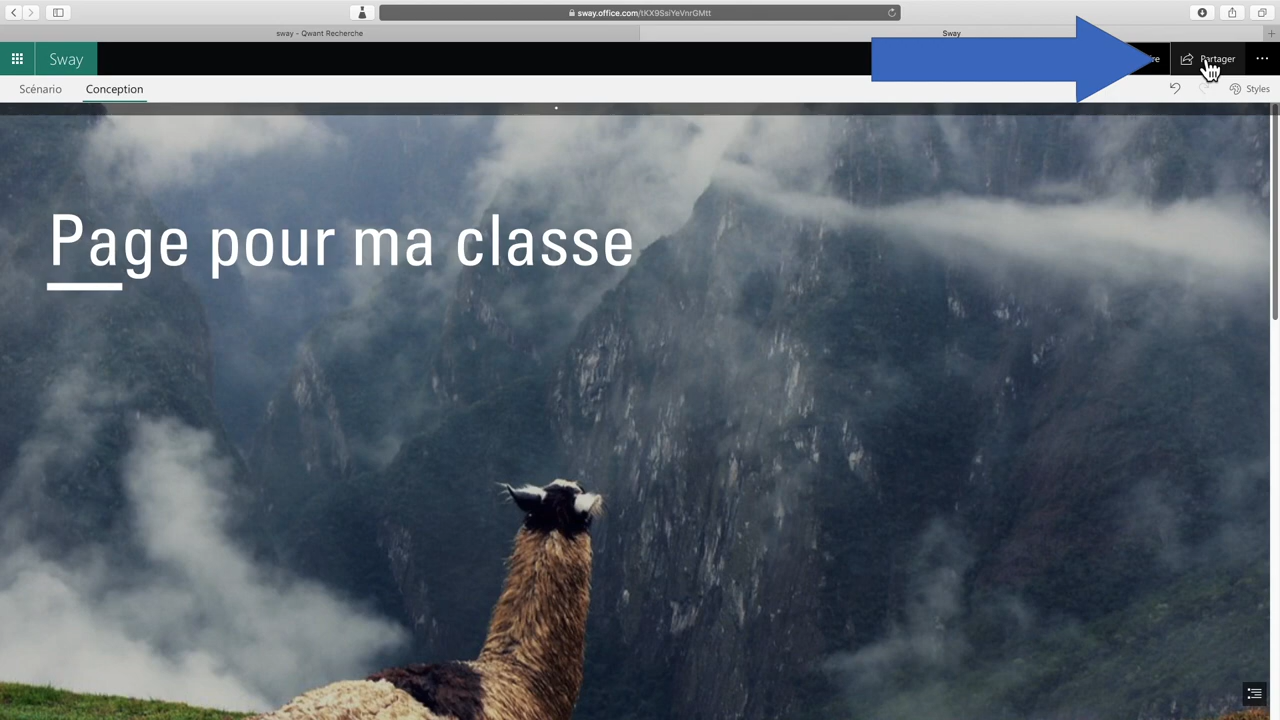 sway.office.com/tKX9SsiYeVnrGMtt
sway - Qwant Recherche
Sway
Sway
Partager
Scénario
Conception
Styles
Page pour ma classe